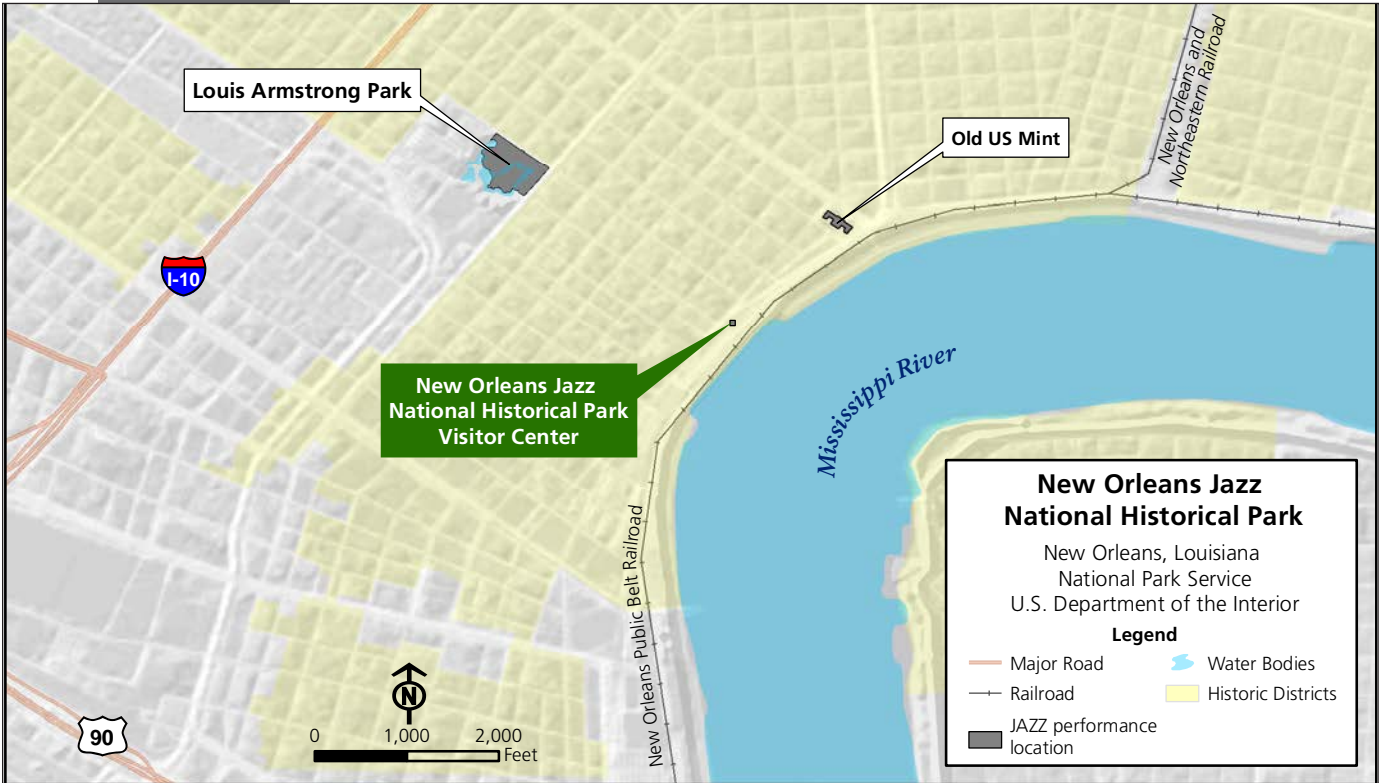 Louis Armstrong Park
Old US Mint
New Orleans and
Northeastern Railroad
I-10
New Orleans Jazz
National Historical Park
Visitor Center
Mississippi River
New Orleans Public Belt Railroad
90
N
0 1,000 2,000
Feet
New Orleans Jazz
National Historical Park
New Orleans, Louisiana
National Park Service
U.S. Department of the Interior
Legend
Major Road
Water Bodies
Railroad
Historic Districts
JAZZ performance
location